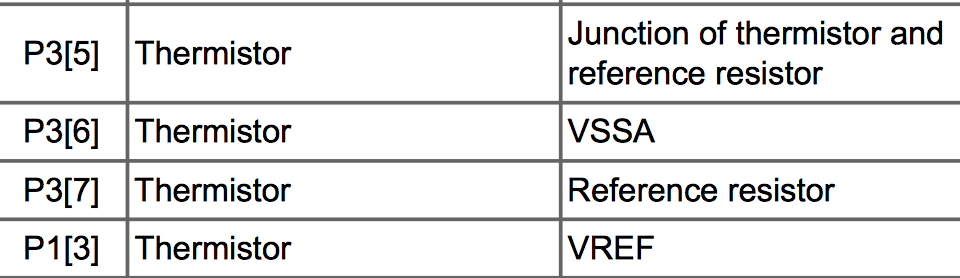 P3[5] Thermistor Junction of thermistor and
reference resistor
P3[6] Thermistor VSSA
P3[7] Thermistor Reference resistor
P1[3] Thermistor VREF